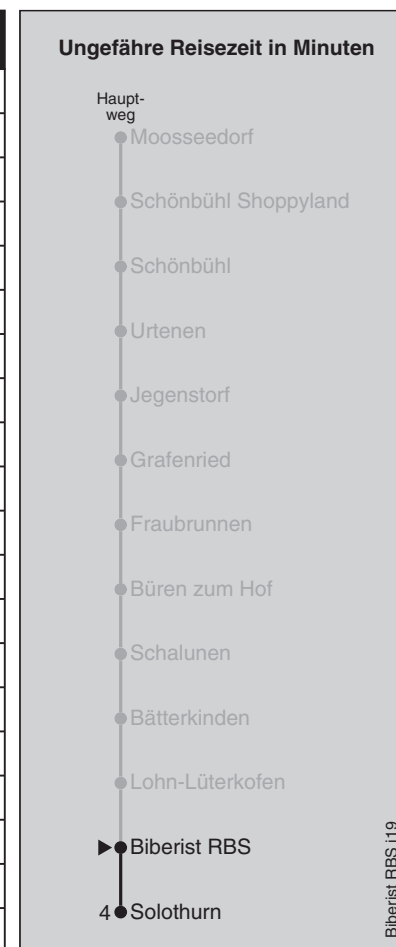 Ungefähre Reisezeit in Minuten
Haupt-
weg
Moosseedorf
Schönbühl Shoppyland
Schönbühl
Urtenen
Jegenstorf
Grafenried
Fraubrunnen
Büren zum Hof
Schalunen
Bätterkinden
Lohn-Lüterkofen
Biberist RBS
4 Solothurn
Biberist RBS j19